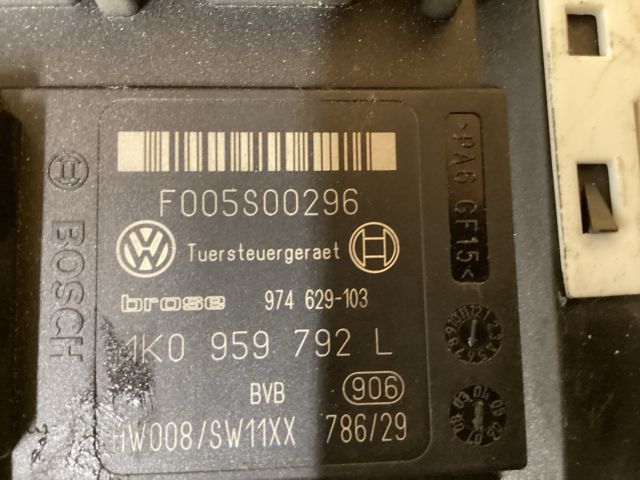 F005S00296
Tuersteuergeraet
brose 974 629-103
1K0 959 792 L
BVB 906
HW008/SW11XX 786/29
BOSCH
>PA6 GF15<